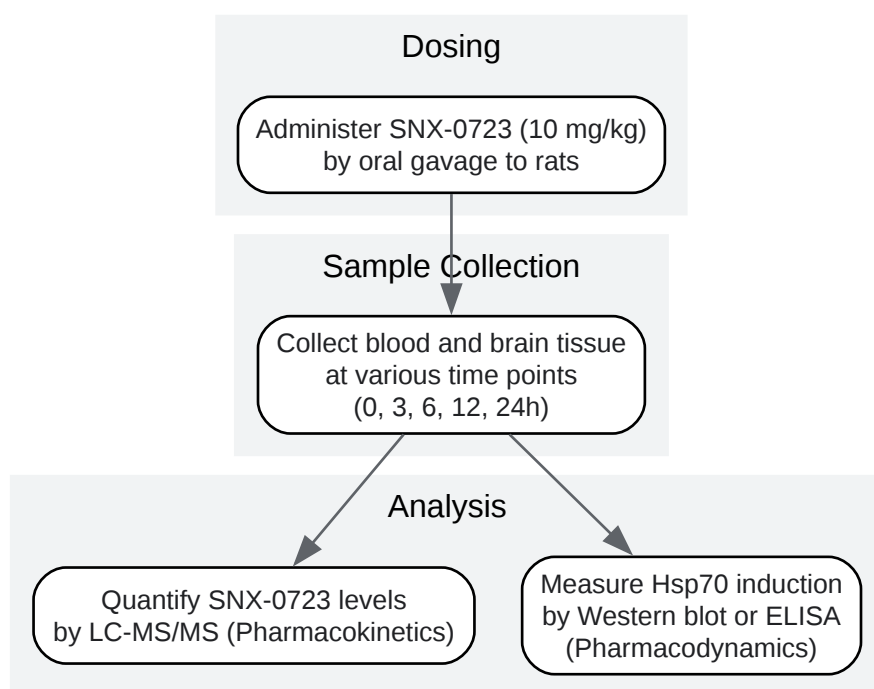 Dosing
Administer SNX-0723 (10 mg/kg)
by oral gavage to rats
Sample Collection
Collect blood and brain tissue
at various time points
(0, 3, 6, 12, 24h)
Analysis
Quantify SNX-0723 levels
by LC-MS/MS (Pharmacokinetics)
Measure Hsp70 induction
by Western blot or ELISA
(Pharmacodynamics)